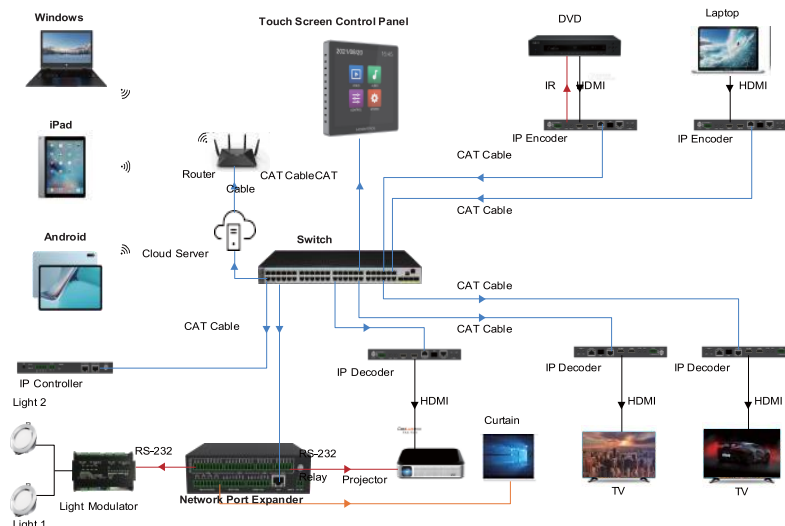 Windows
Touch Screen Control Panel
DVD
Laptop
2021/08/20
IR
HDMI
HDMI
iPad
IP Encoder
IP Encoder
CAT Cable
Router
CAT CableCAT
Cable
CAT Cable
Android
Cloud Server
Switch
CAT Cable
CAT Cable
CAT Cable
IP Controller
IP Decoder
IP Decoder
IP Decoder
Light 2
HDMI
HDMI
HDMI
Curtain
RS-232
RS-232
Relay
Projector
Light Modulator
Network Port Expander
TV
TV
Light 1